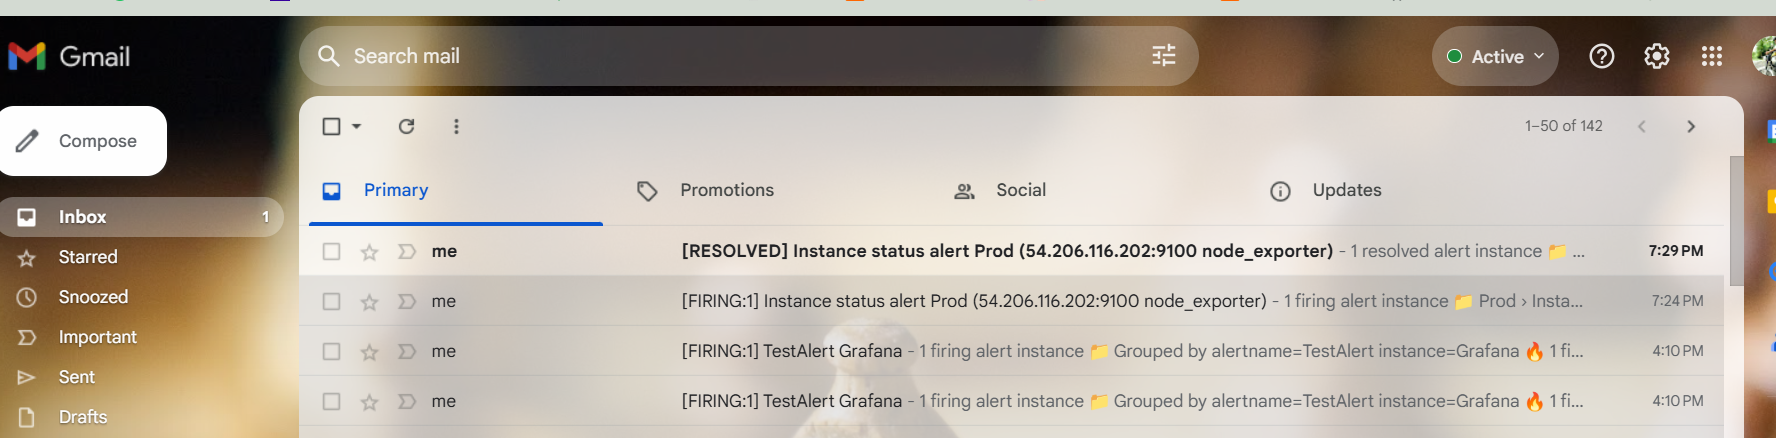 Gmail
Search mail
Active
Compose
1–50 of 142
Primary
Promotions
Social
Updates
Inbox 1
Starred
Snoozed
Important
Sent
Drafts
me [RESOLVED] Instance status alert Prod (54.206.116.202:9100 node_exporter) - 1 resolved alert instance 📁 ... 7:29 PM
me [FIRING:1] Instance status alert Prod (54.206.116.202:9100 node_exporter) - 1 firing alert instance 📁 Prod › Insta... 7:24 PM
me [FIRING:1] TestAlert Grafana - 1 firing alert instance 📁 Grouped by alertname=TestAlert instance=Grafana 🔥 1 fi... 4:10 PM
me [FIRING:1] TestAlert Grafana - 1 firing alert instance 📁 Grouped by alertname=TestAlert instance=Grafana 🔥 1 fi... 4:10 PM